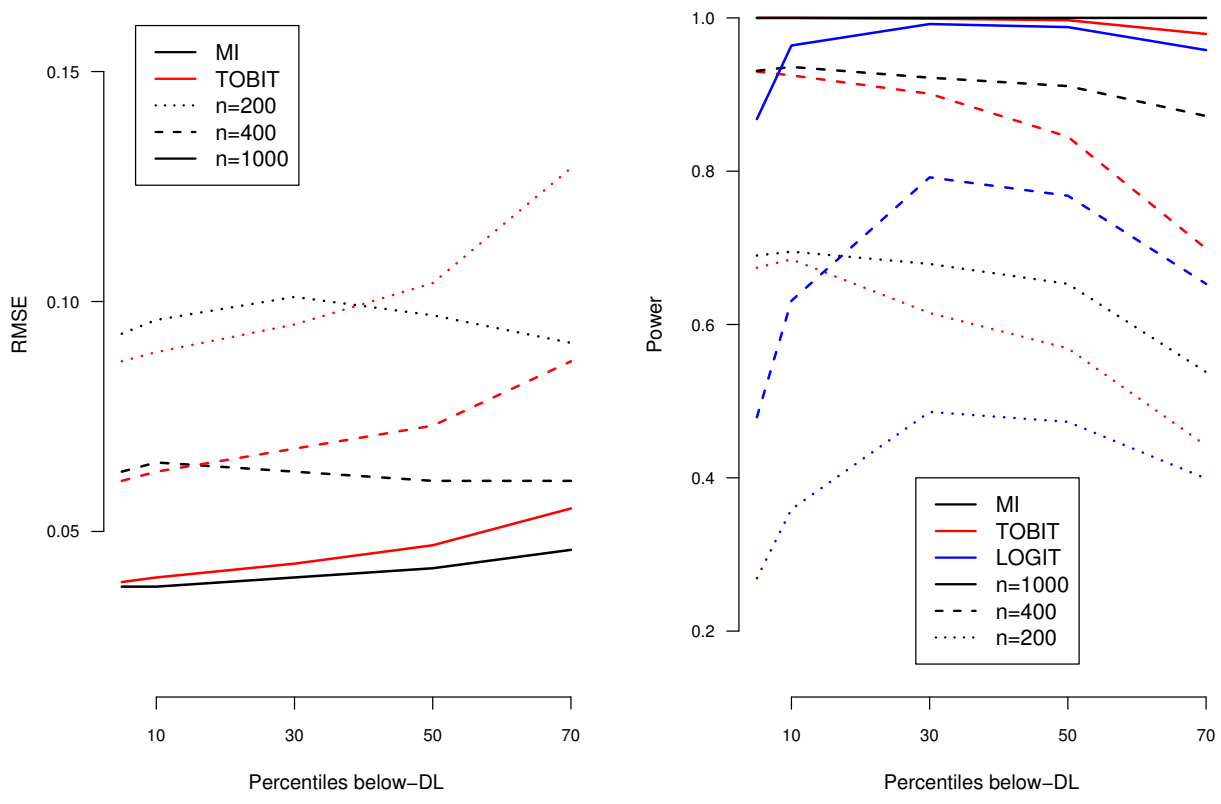 MI
TOBIT
n=200
n=400
n=1000
0.15
0.10
0.05
RMSE
10
30
50
70
Percentiles below−DL
1.0
0.8
0.6
0.4
0.2
Power
MI
TOBIT
LOGIT
n=1000
n=400
n=200
10
30
50
70
Percentiles below−DL